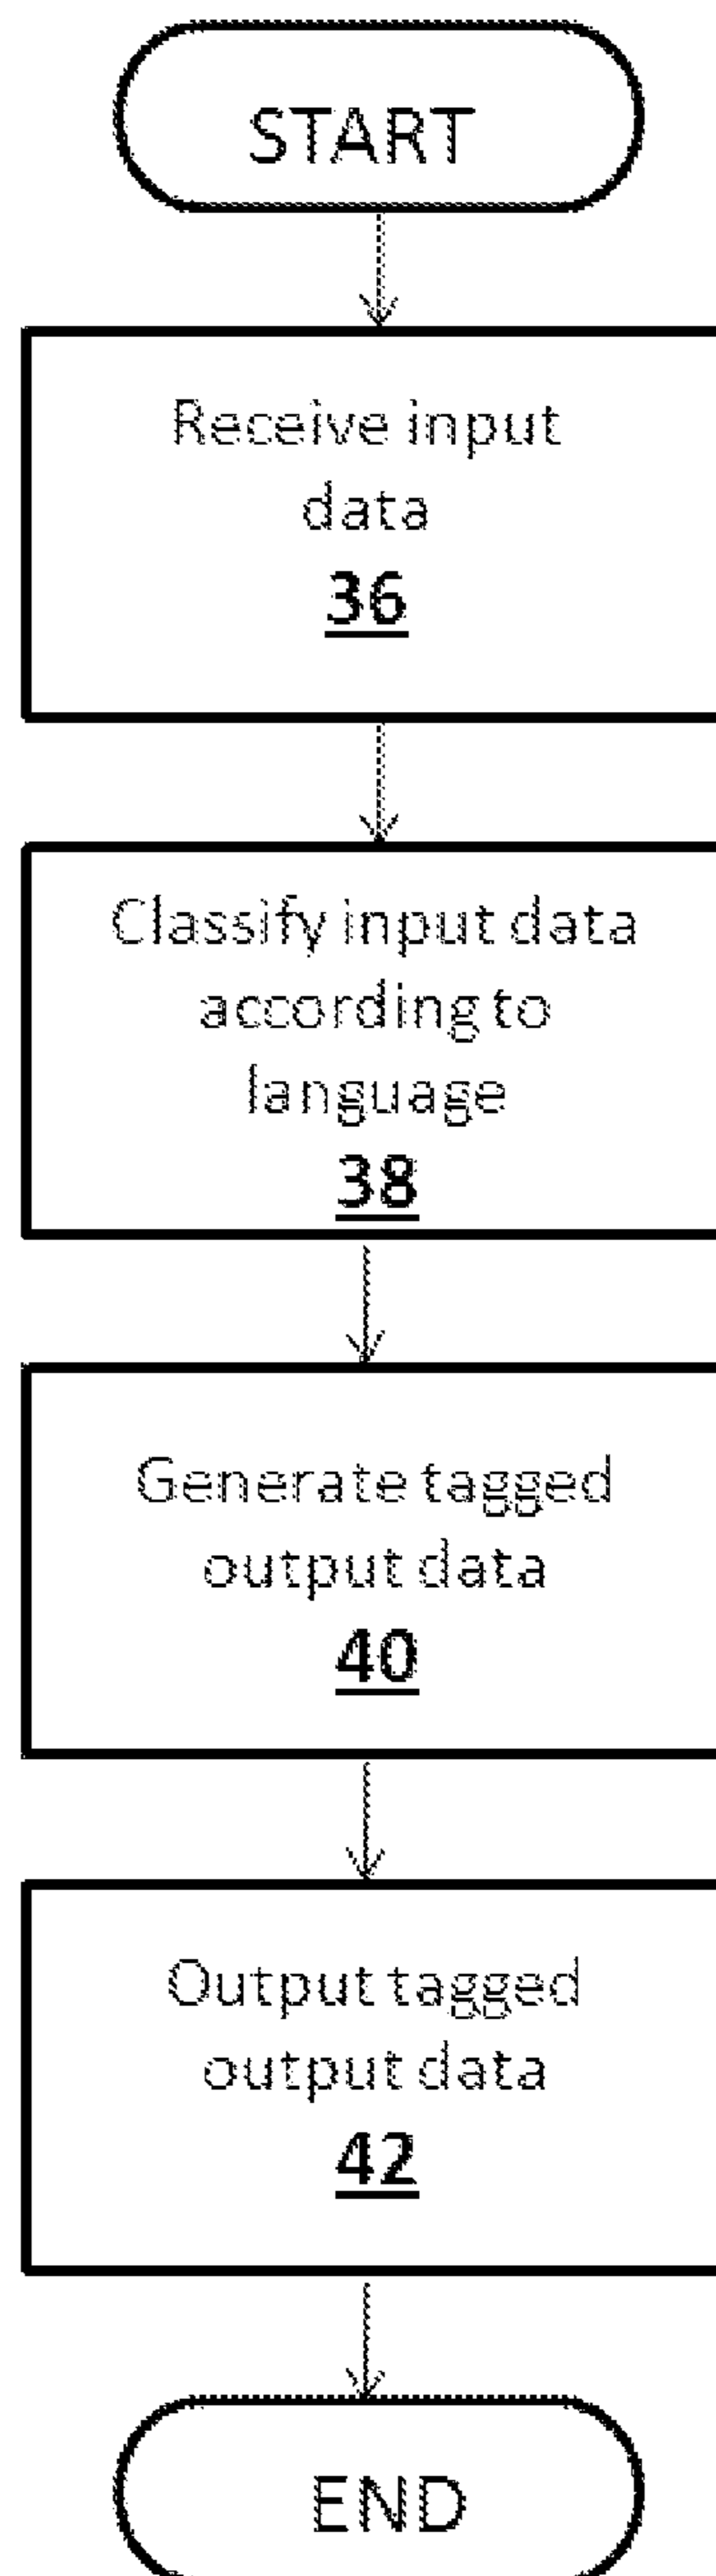 START
Receive input
data
36
Classify input data
according to
language
38
Generate tagged
output data
40
Output tagged
output data
42
END